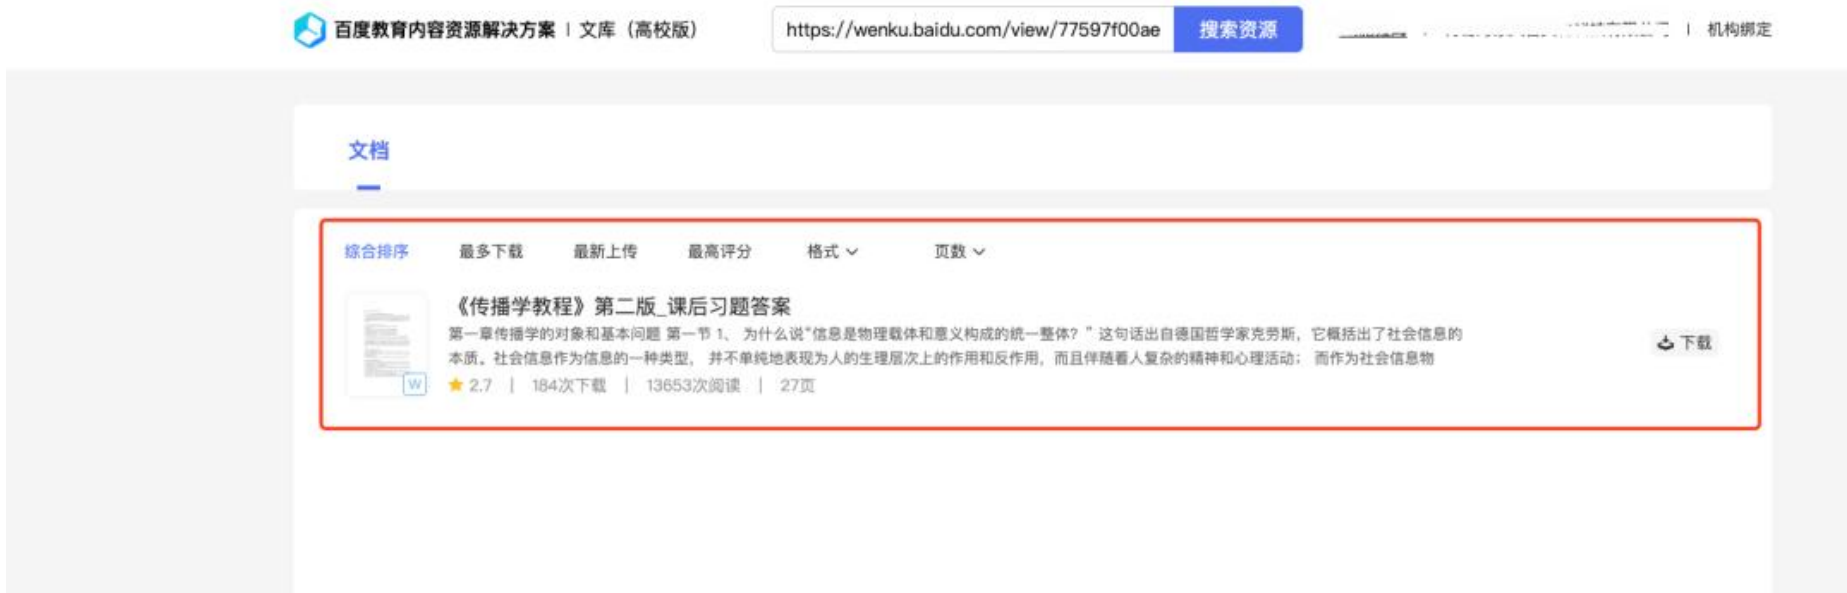 百度教育内容资源解决方案 | 文库（高校版） https://wenku.baidu.com/view/77597f00ae 搜索资源 | 机构绑定
文档
综合排序 最多下载 最新上传 最高评分 格式 页数
《传播学教程》第二版_课后习题答案
第一章传播学的对象和基本问题 第一节 1、 为什么说“信息是物理载体和意义构成的统一整体？ ” 这句话出自德国哲学家克劳斯，它概括出了社会信息的
本质。社会信息作为信息的一种类型， 并不单纯地表现为人的生理层次上的作用和反作用，而且伴随着人复杂的精神和心理活动； 而作为社会信息物
下载
W
2.7 | 184次下载 | 13653次阅读 | 27页